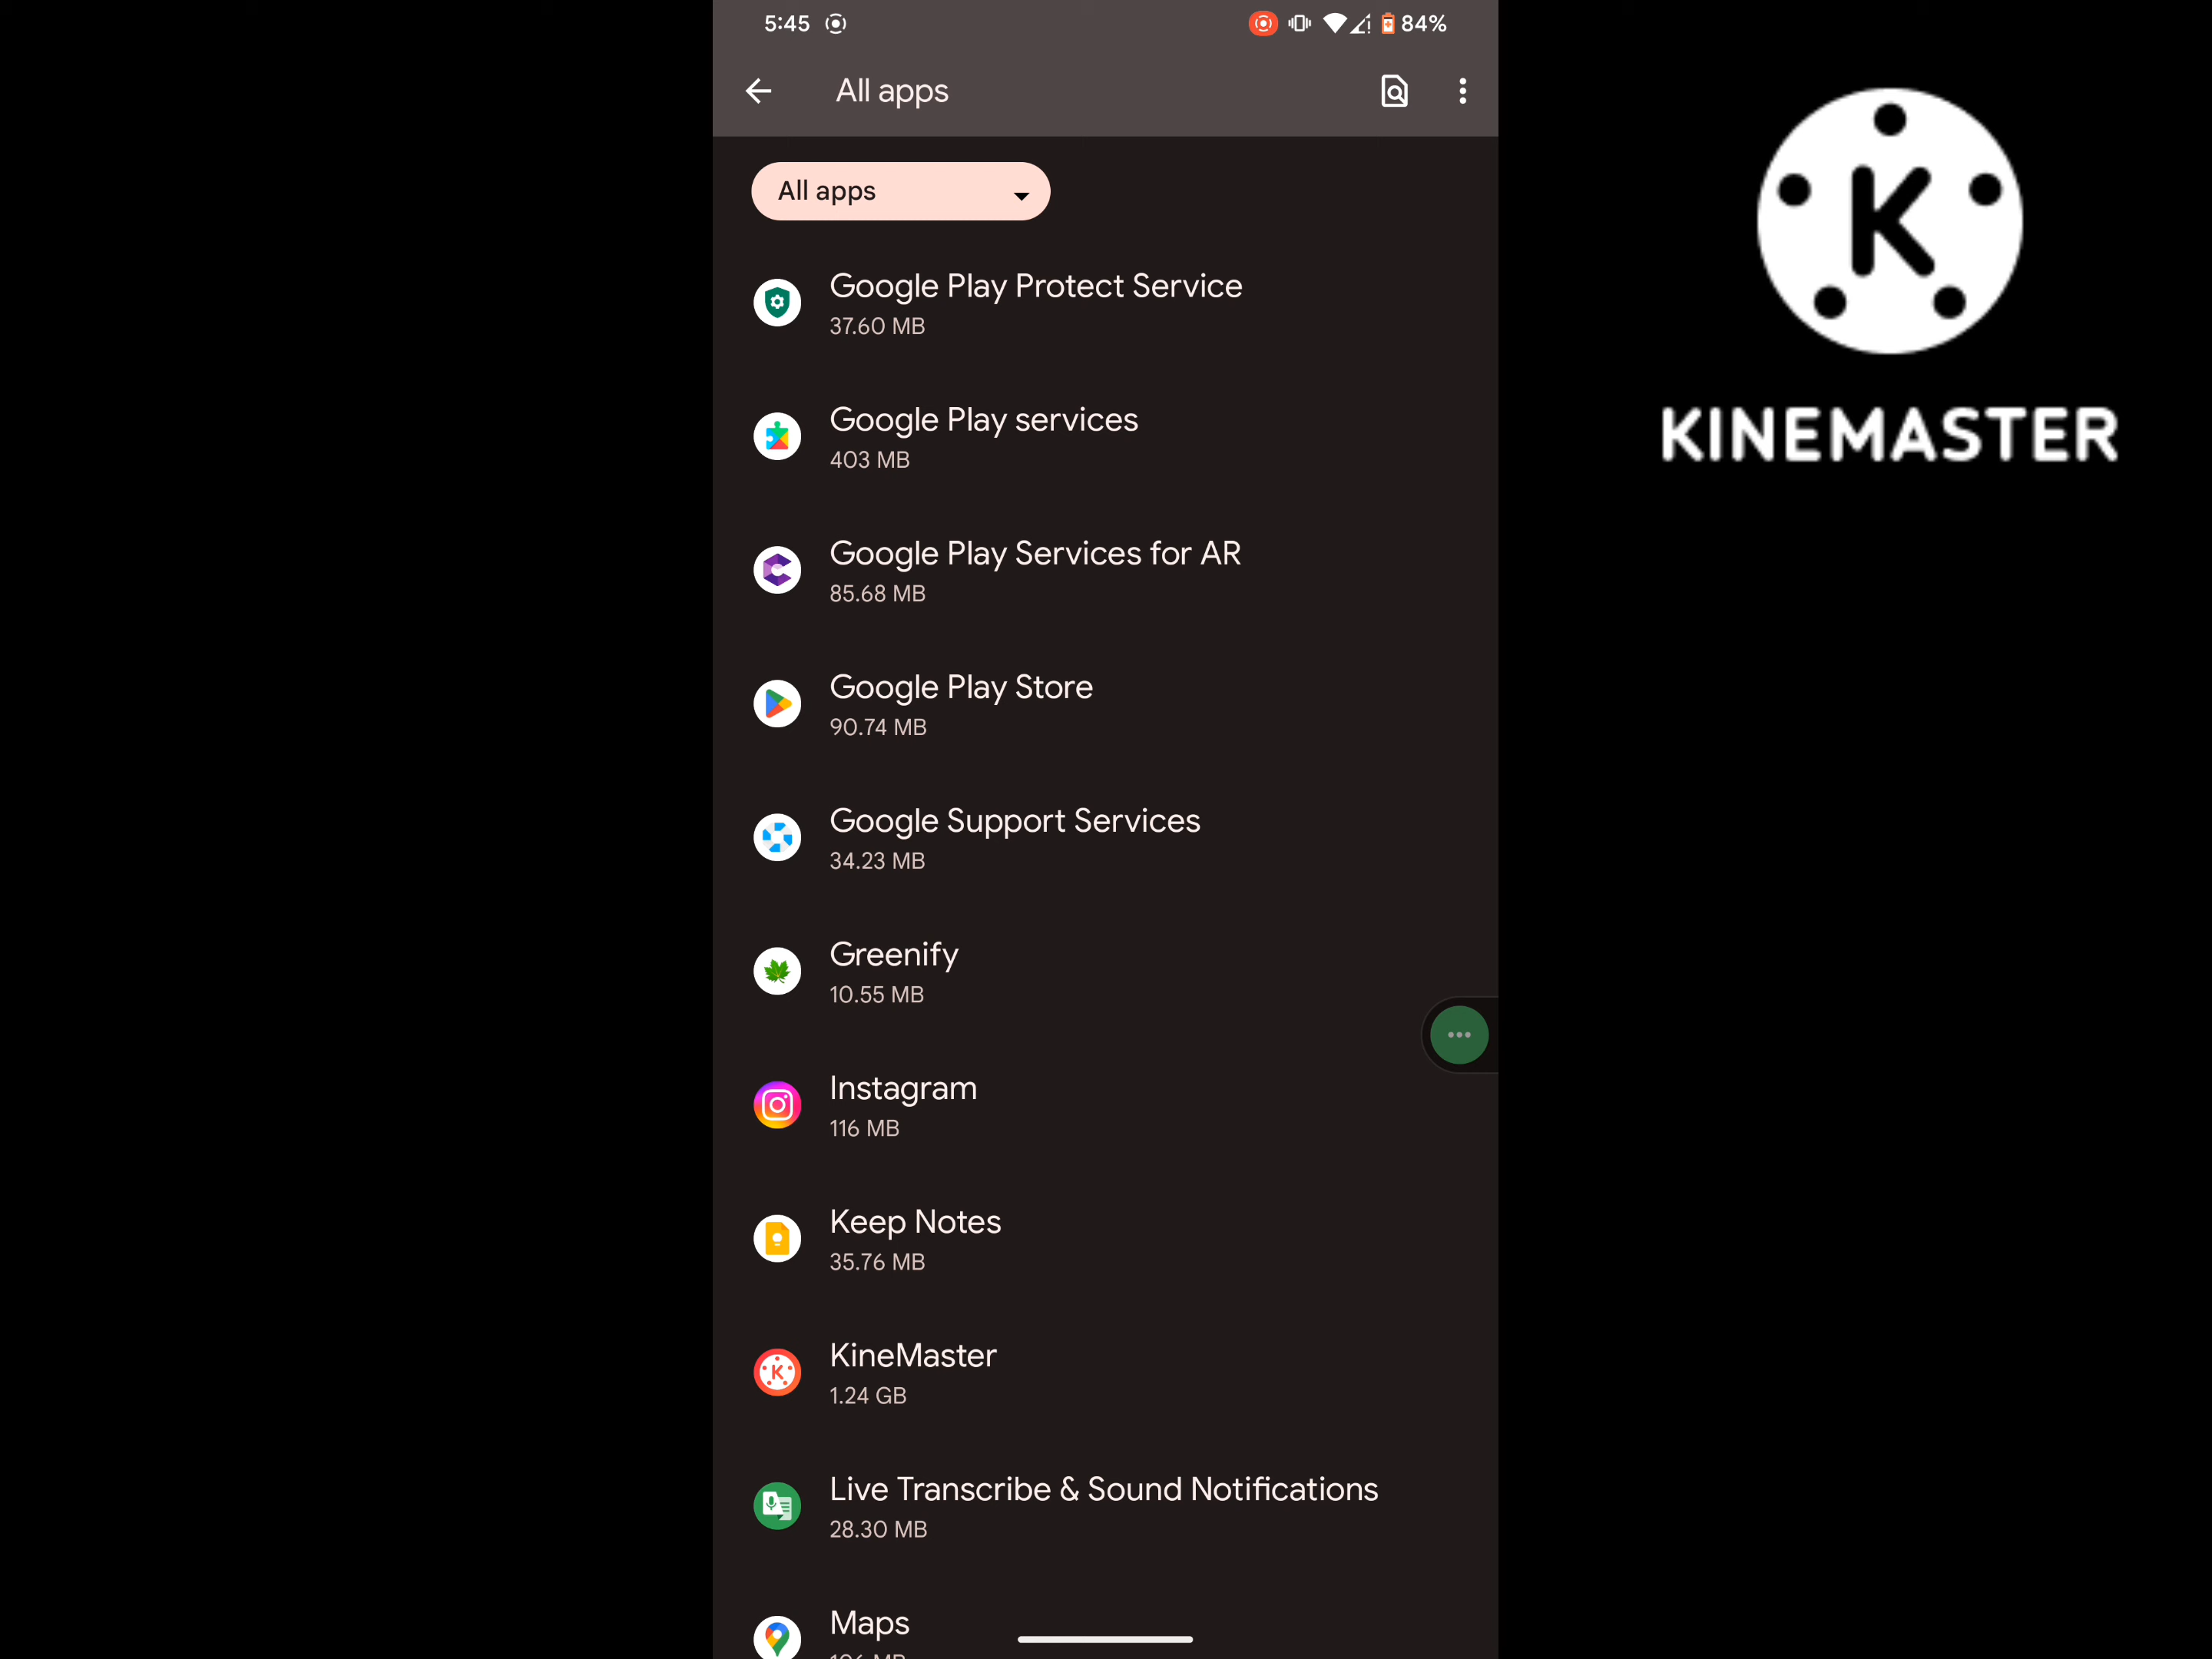 5:45
84%
All apps
All apps
Google Play Protect Service
37.60 MB
Google Play services
403 MB
Google Play Services for AR
85.68 MB
Google Play Store
90.74 MB
Google Support Services
34.23 MB
Greenify
10.55 MB
Instagram
116 MB
Keep Notes
35.76 MB
KineMaster
1.24 GB
Live Transcribe & Sound Notifications
28.30 MB
Maps
K
KINEMASTER